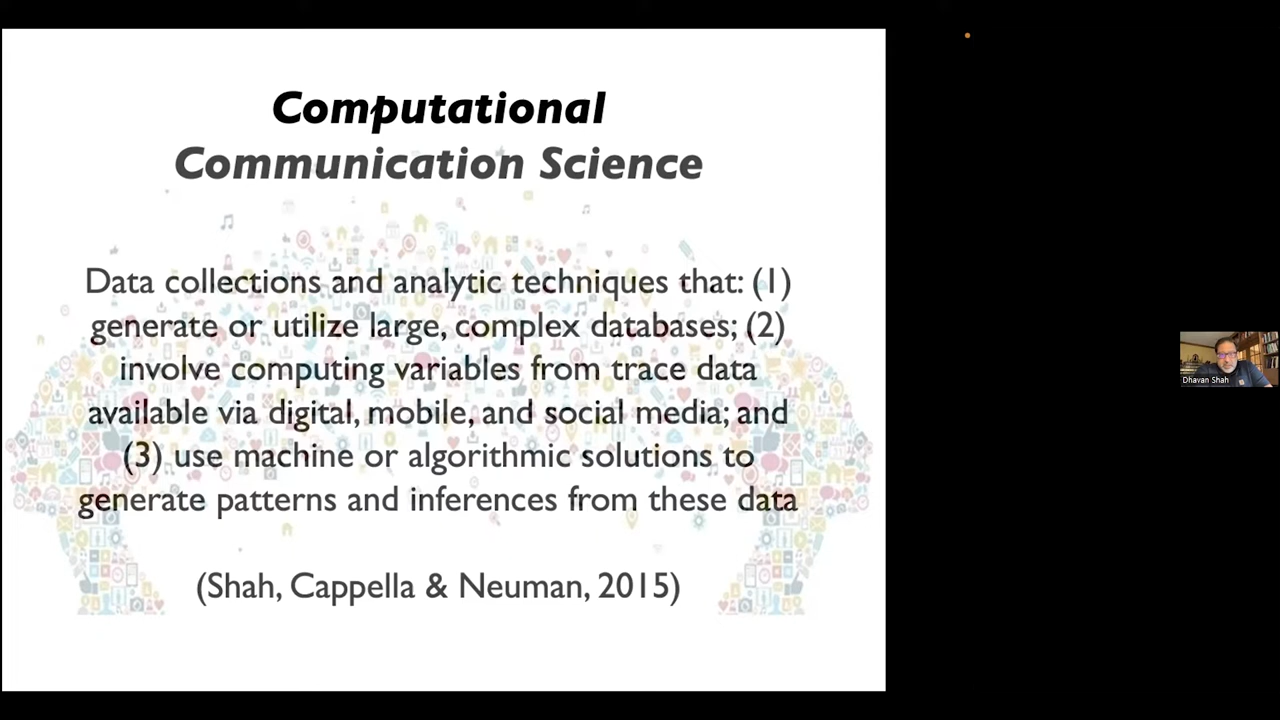 Computational
Communication Science
Data collections and analytic techniques that: (1)
generate or utilize large, complex databases; (2)
involve computing variables from trace data
available via digital, mobile, and social media; and
(3) use machine or algorithmic solutions to
generate patterns and inferences from these data
(Shah, Cappella & Neuman, 2015)
Dhavan Shah